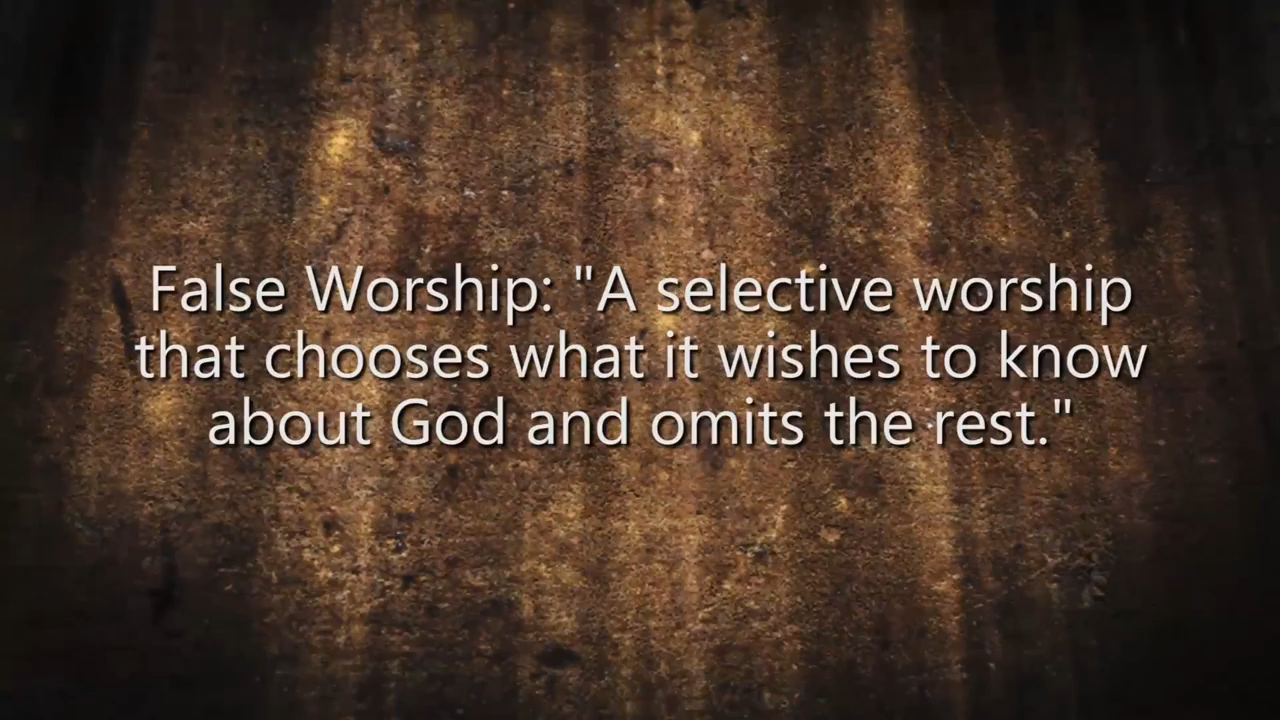 False Worship: "A selective worship
that chooses what it wishes to know
about God and omits the rest."